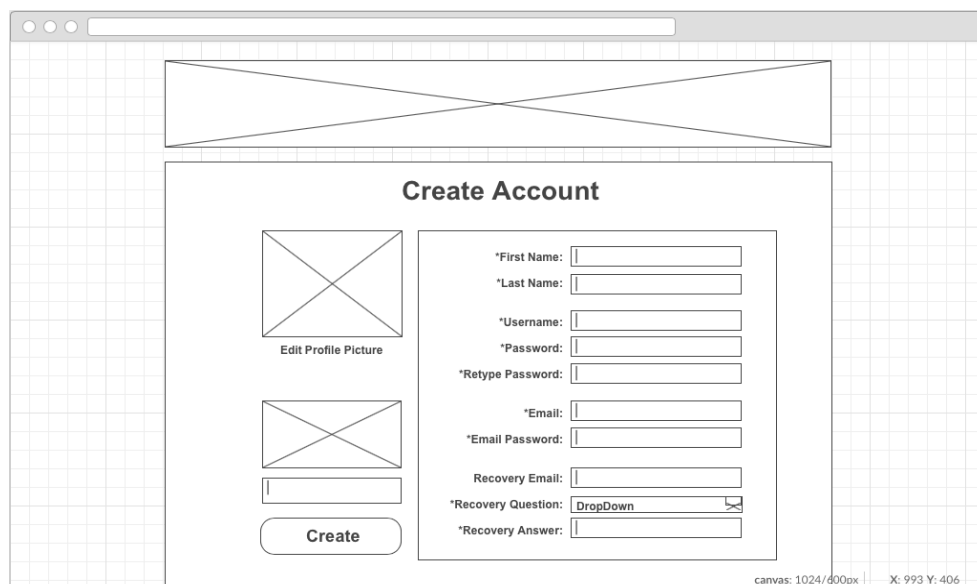 Create Account
*First Name:
*Last Name:
*Username:
*Password:
*Retype Password:
*Email:
*Email Password:
Recovery Email:
*Recovery Question: DropDown
*Recovery Answer:
Edit Profile Picture
Create
canvas: 1024/600px X: 993 Y: 406